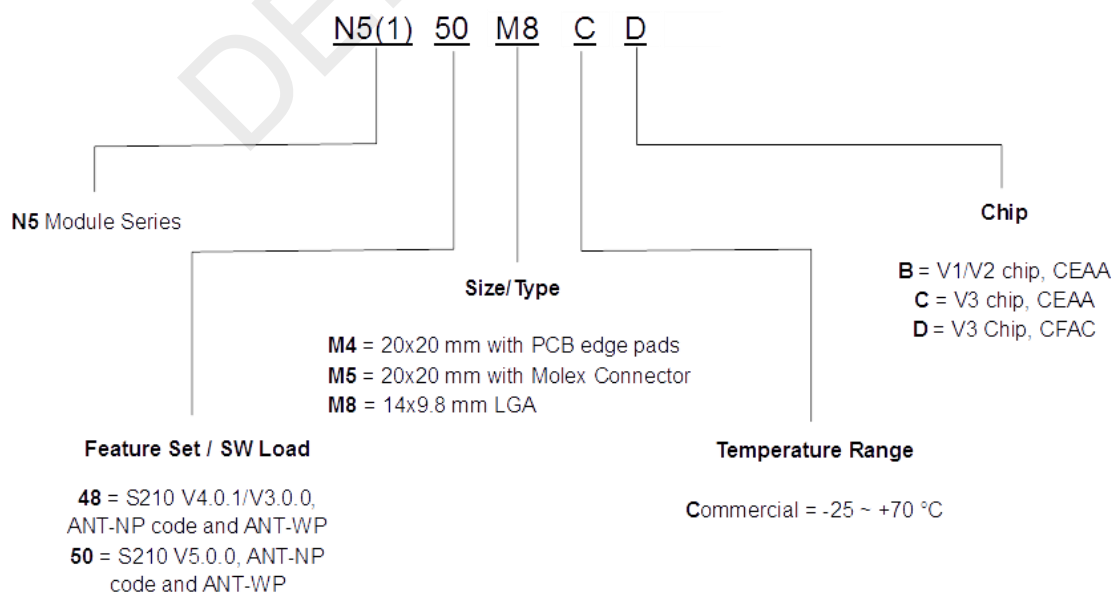 N5(1) 50 M8 C D
N5 Module Series
Chip
B = V1/V2 chip, CEAA
C = V3 chip, CEAA
D = V3 Chip, CFAC
Size/Type
M4 = 20x20 mm with PCB edge pads
M5 = 20x20 mm with Molex Connector
M8 = 14x9.8 mm LGA
Feature Set / SW Load
48 = S210 V4.0.1/V3.0.0,
ANT-NP code and ANT-WP
50 = S210 V5.0.0, ANT-NP
code and ANT-WP
Temperature Range
Commercial = -25 ~ +70 °C